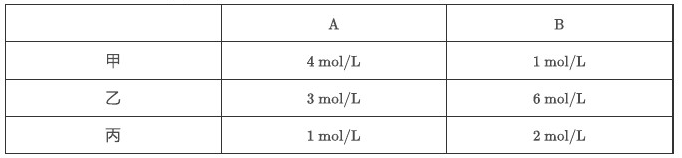 A B
甲 4 mol/L 1 mol/L
乙 3 mol/L 6 mol/L
丙 1 mol/L 2 mol/L